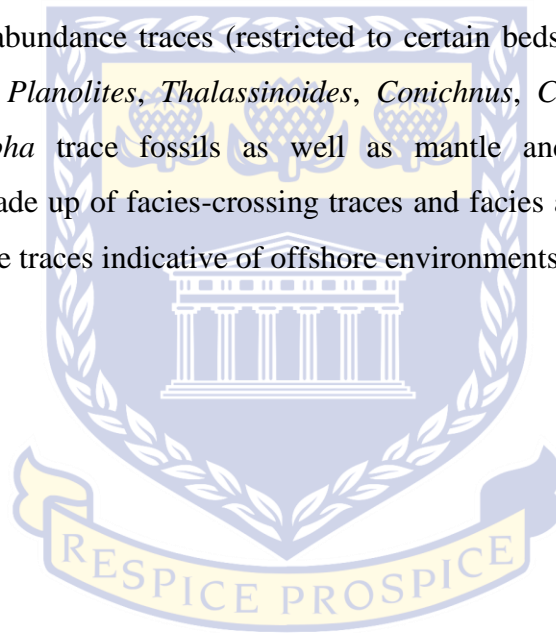 abundance traces (restricted to certain beds
Planolites, Thalassinoides, Conichnus, C
ha trace fossils as well as mantle and
ade up of facies-crossing traces and facies
e traces indicative of offshore environments
RESPICE PROSPICE